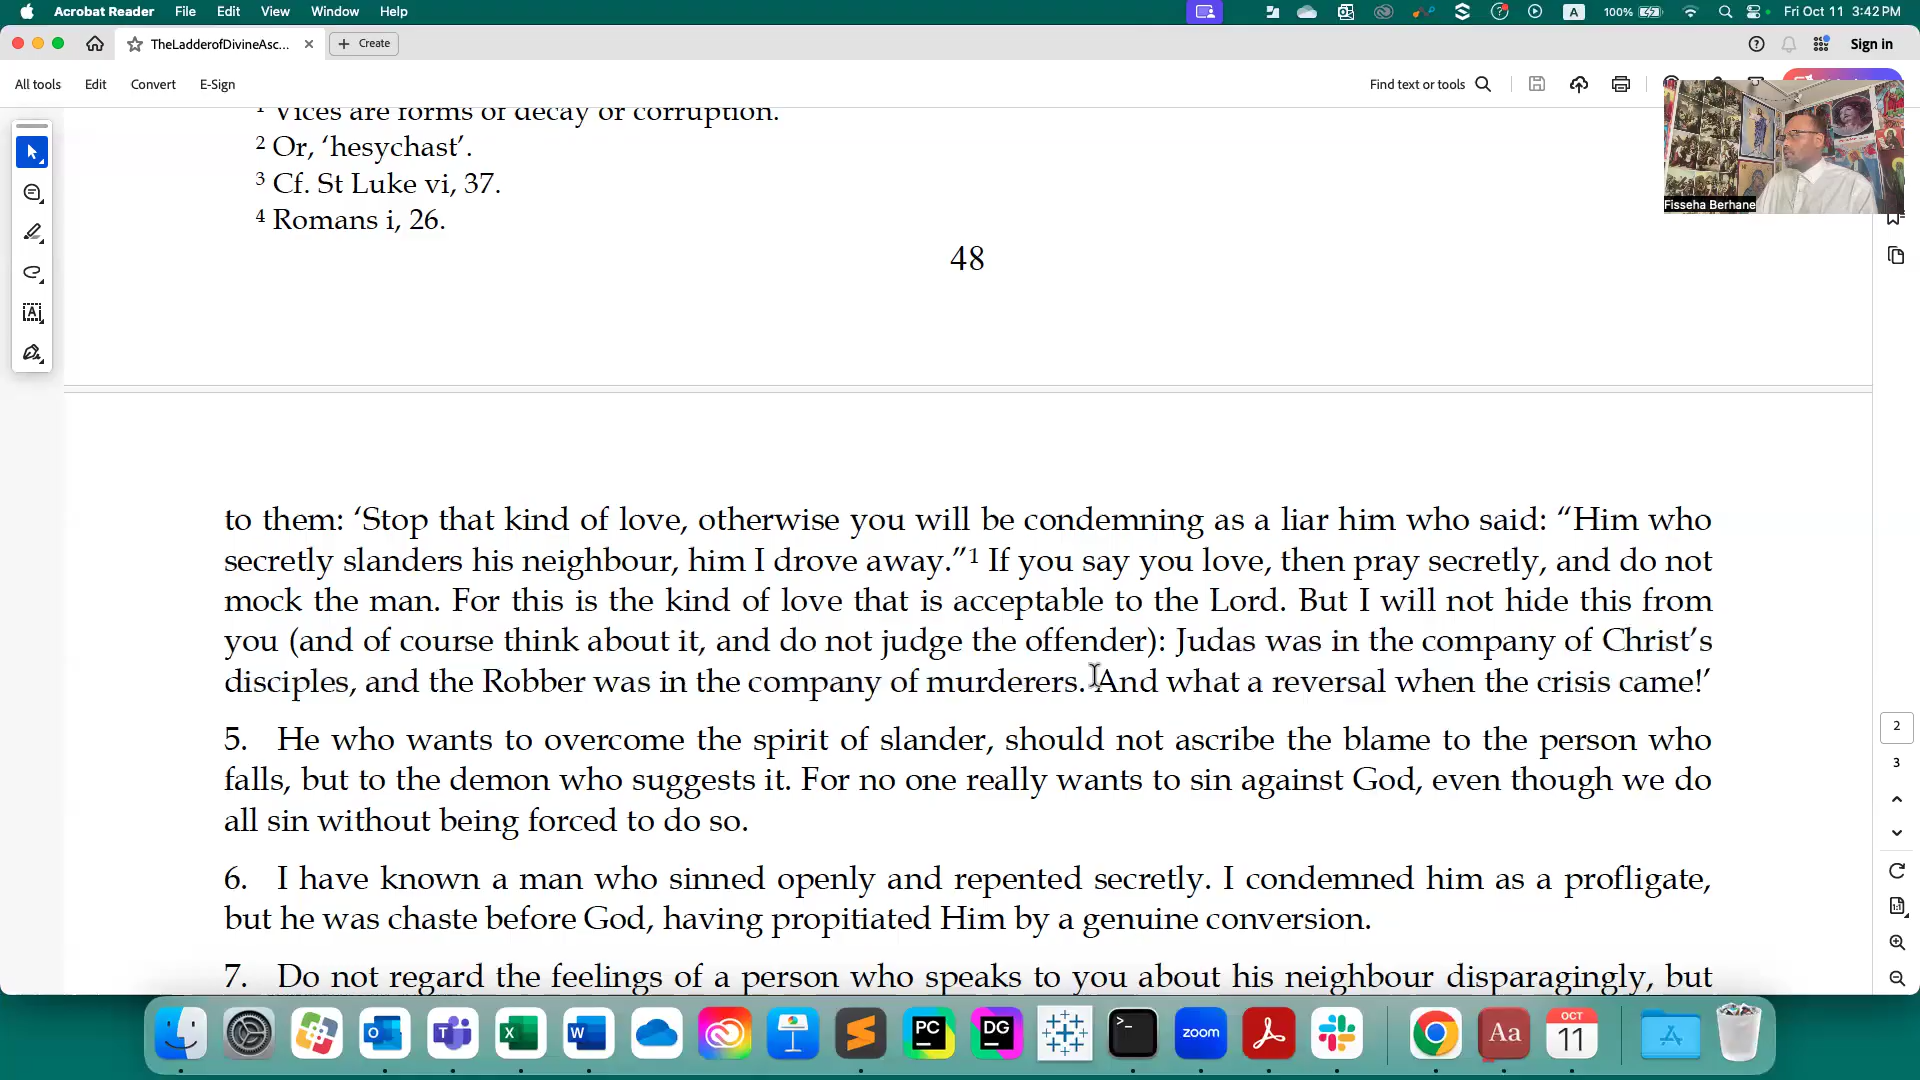 Acrobat Reader File Edit View Window Help
100% Fri Oct 11 3:42 PM
TheLadderofDivineAsc...
Create
Sign in
All tools Edit Convert E-Sign
Find text or tools
Fisseha Berhane
1 Vices are forms of decay or corruption.
2 Or, ‘hesychast’.
3 Cf. St Luke vi, 37.
4 Romans i, 26.
48
to them: ‘Stop that kind of love, otherwise you will be condemning as a liar him who said: “Him who
secretly slanders his neighbour, him I drove away.”1 If you say you love, then pray secretly, and do not
mock the man. For this is the kind of love that is acceptable to the Lord. But I will not hide this from
you (and of course think about it, and do not judge the offender): Judas was in the company of Christ’s
disciples, and the Robber was in the company of murderers. And what a reversal when the crisis came!’
5. He who wants to overcome the spirit of slander, should not ascribe the blame to the person who
falls, but to the demon who suggests it. For no one really wants to sin against God, even though we do
all sin without being forced to do so.
6. I have known a man who sinned openly and repented secretly. I condemned him as a profligate,
but he was chaste before God, having propitiated Him by a genuine conversion.
7. Do not regard the feelings of a person who speaks to you about his neighbour disparagingly, but
2
3
PC
DG
zoom
Aa
OCT
11